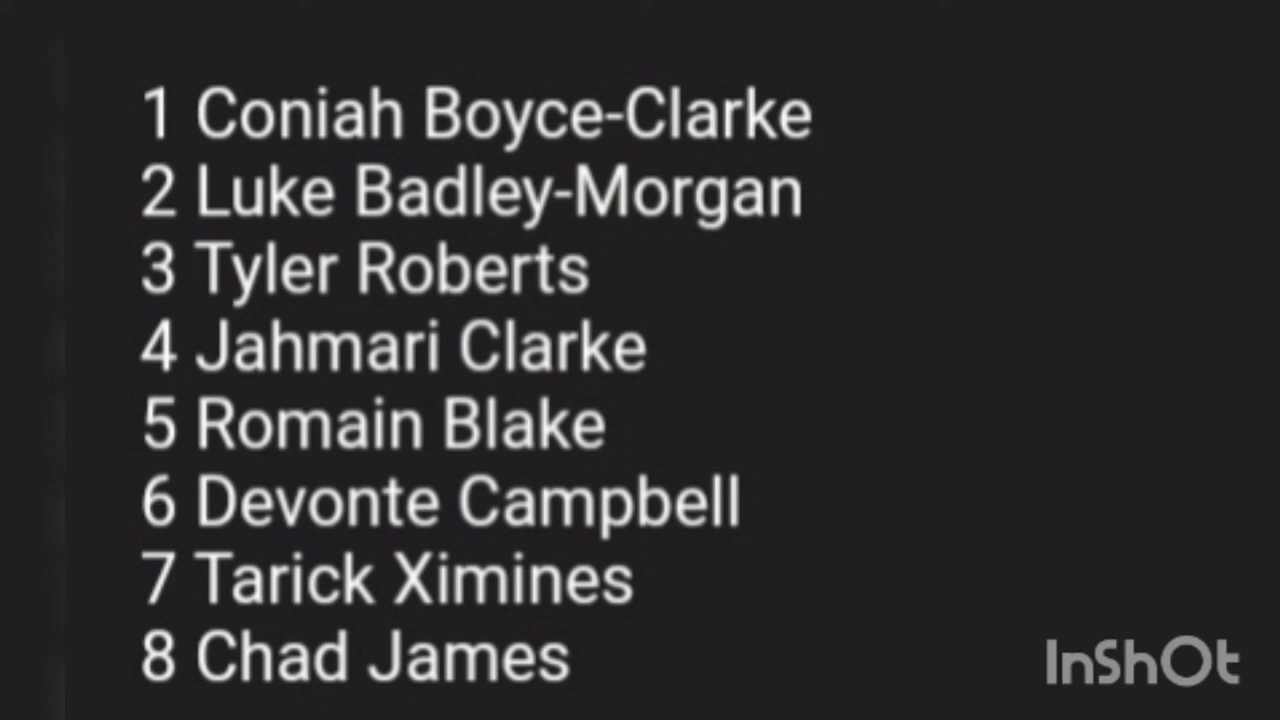 1 Coniah Boyce-Clarke
2 Luke Badley-Morgan
3 Tyler Roberts
4 Jahmari Clarke
5 Romain Blake
6 Devonte Campbell
7 Tarick Ximines
8 Chad James
InShOt